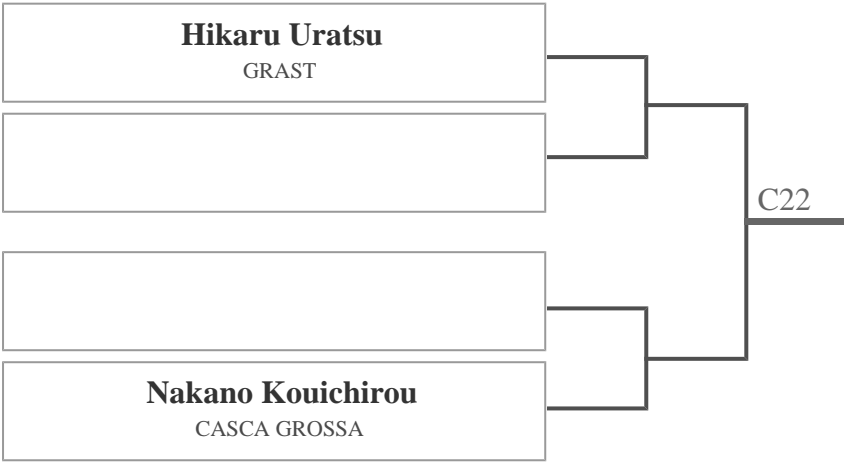 Hikaru Uratsu
GRAST
C22
Nakano Kouichirou
CASCA GROSSA